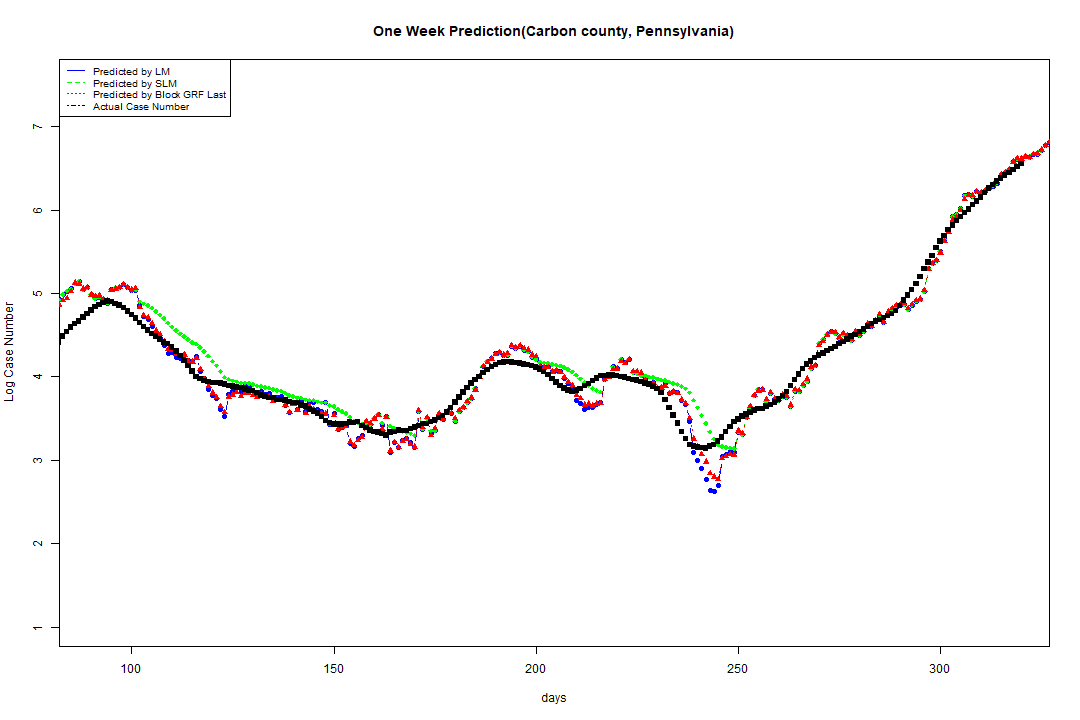 One Week Prediction(Carbon county, Pennsylvania)
Predicted by LM
Predicted by SLM
Predicted by Block GRF Last
Actual Case Number
7
6
5
4
3
2
1
Log Case Number
100 150 200 250 300
days